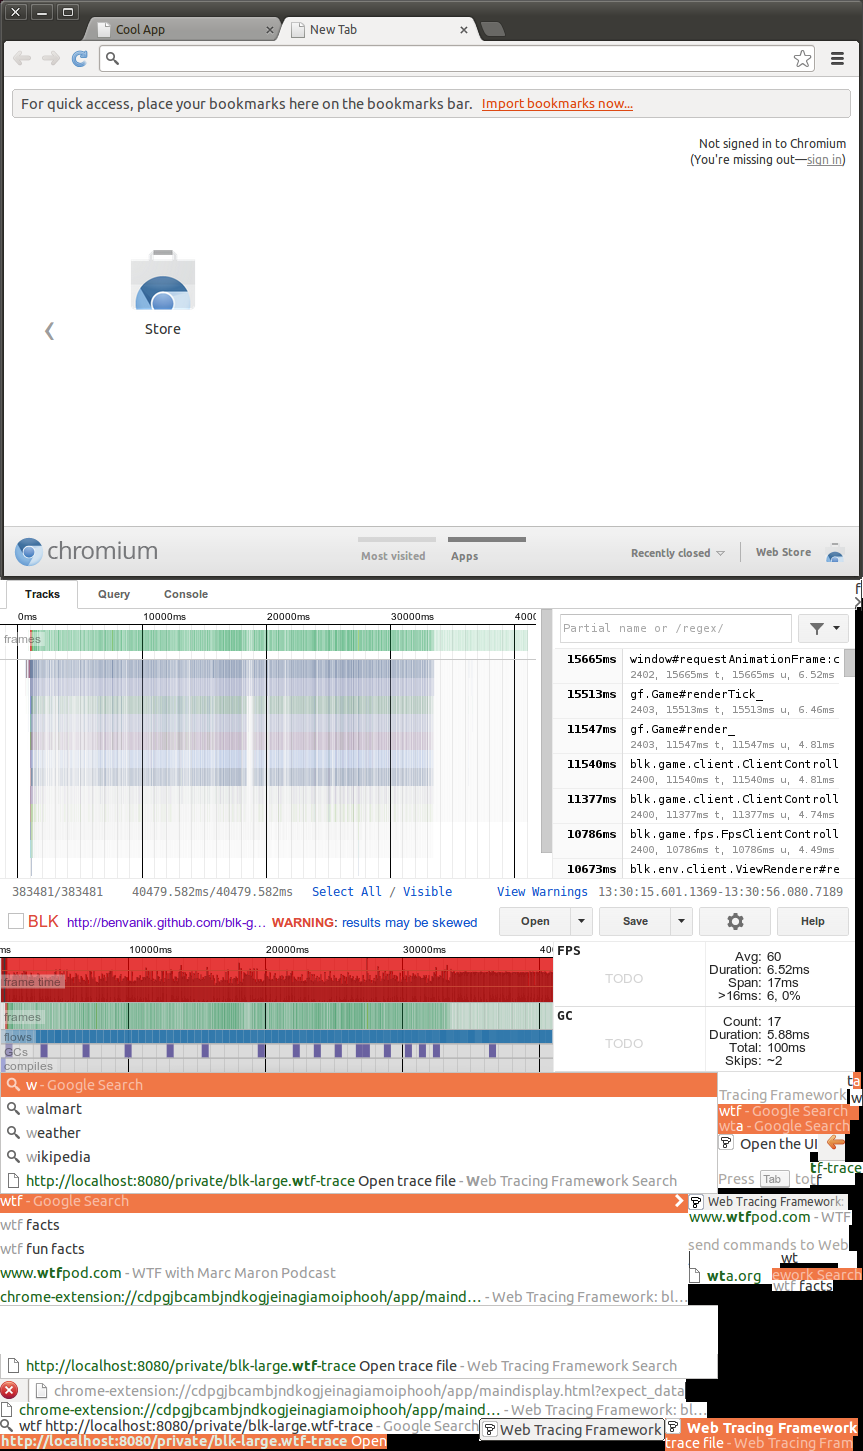 Cool App
New Tab
For quick access, place your bookmarks here on the bookmarks bar. Import bookmarks now...
Not signed in to Chromium
(You're missing out—sign in)
Store
chromium
Most visited
Apps
Recently closed
Web Store
Tracks Query Console
0ms 10000ms 20000ms 30000ms 4000
frames
Partial name or /regex/
15665ms window#requestAnimationFrame:c
2402, 15665ms t, 15665ms u, 6.52ms
15513ms gf.Game#renderTick_
2403, 15513ms t, 15513ms u, 6.46ms
11547ms gf.Game#render_
2403, 11547ms t, 11547ms u, 4.81ms
11540ms blk.game.client.ClientControll
2400, 11540ms t, 11540ms u, 4.81ms
11377ms blk.game.client.ClientControll
2400, 11377ms t, 11377ms u, 4.74ms
10786ms blk.game.fps.FpsClientControll
2400, 10786ms t, 10786ms u, 4.49ms
10673ms blk.env.client.ViewRenderer#re
383481/383481 40479.582ms/40479.582ms Select All / Visible View Warnings 13:30:15.601.1369-13:30:56.080.7189
BLK http://benvanik.github.com/blk-g... WARNING: results may be skewed Open Save Help
ms 10000ms 20000ms 30000ms 40
frame time
frames
flows
GCs
compiles
FPS
TODO
Avg: 60
Duration: 6.52ms
Span: 17ms
>16ms: 6, 0%
GC
TODO
Count: 17
Duration: 5.88ms
Total: 100ms
Skips: ~2
w - Google Search
walmart
weather
wikipedia
http://localhost:8080/private/blk-large.wtf-trace Open trace file - Web Tracing Framework Search
ta
Tracing Framework w
wtf - Google Search
wta - Google Search
Open the UI
tf-trace
Press Tab to tf
wtf - Google Search
wtf facts
wtf fun facts
www.wtfpod.com - WTF with Marc Maron Podcast
chrome-extension://cdpgjbcambjndkogjeinagiamoiphooh/app/maind... - Web Tracing Framework: bl...
Web Tracing Framework:
www.wtfpod.com - WTF
send commands to Web
wt
wta.org
ework Search
wtf facts
http://localhost:8080/private/blk-large.wtf-trace Open trace file - Web Tracing Framework Search
chrome-extension://cdpgjbcambjndkogjeinagiamoiphooh/app/maindisplay.html?expect_data
chrome-extension://cdpgjbcambjndkogjeinagiamoiphooh/app/maind... - Web Tracing Framework: bl...
wtf http://localhost:8080/private/blk-large.wtf-trace - Google Search
Web Tracing Framework
Web Tracing Framework
http://localhost:8080/private/blk-large.wtf-trace Open
trace file - Web Tracing Fram